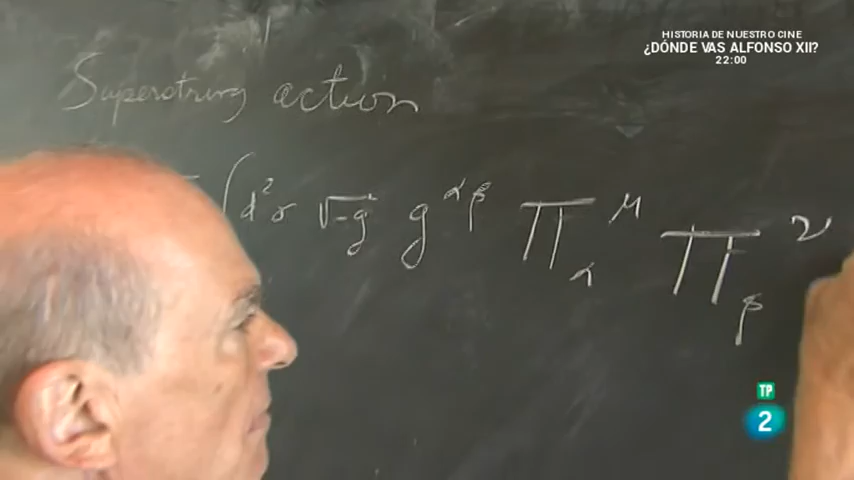 HISTORIA DE NUESTRO CINE
¿DÓNDE VAS ALFONSO XII?
22:00
Superstring action
∫d²σ √-g g^αβ Π_α^μ Π_β^ν
TP
2